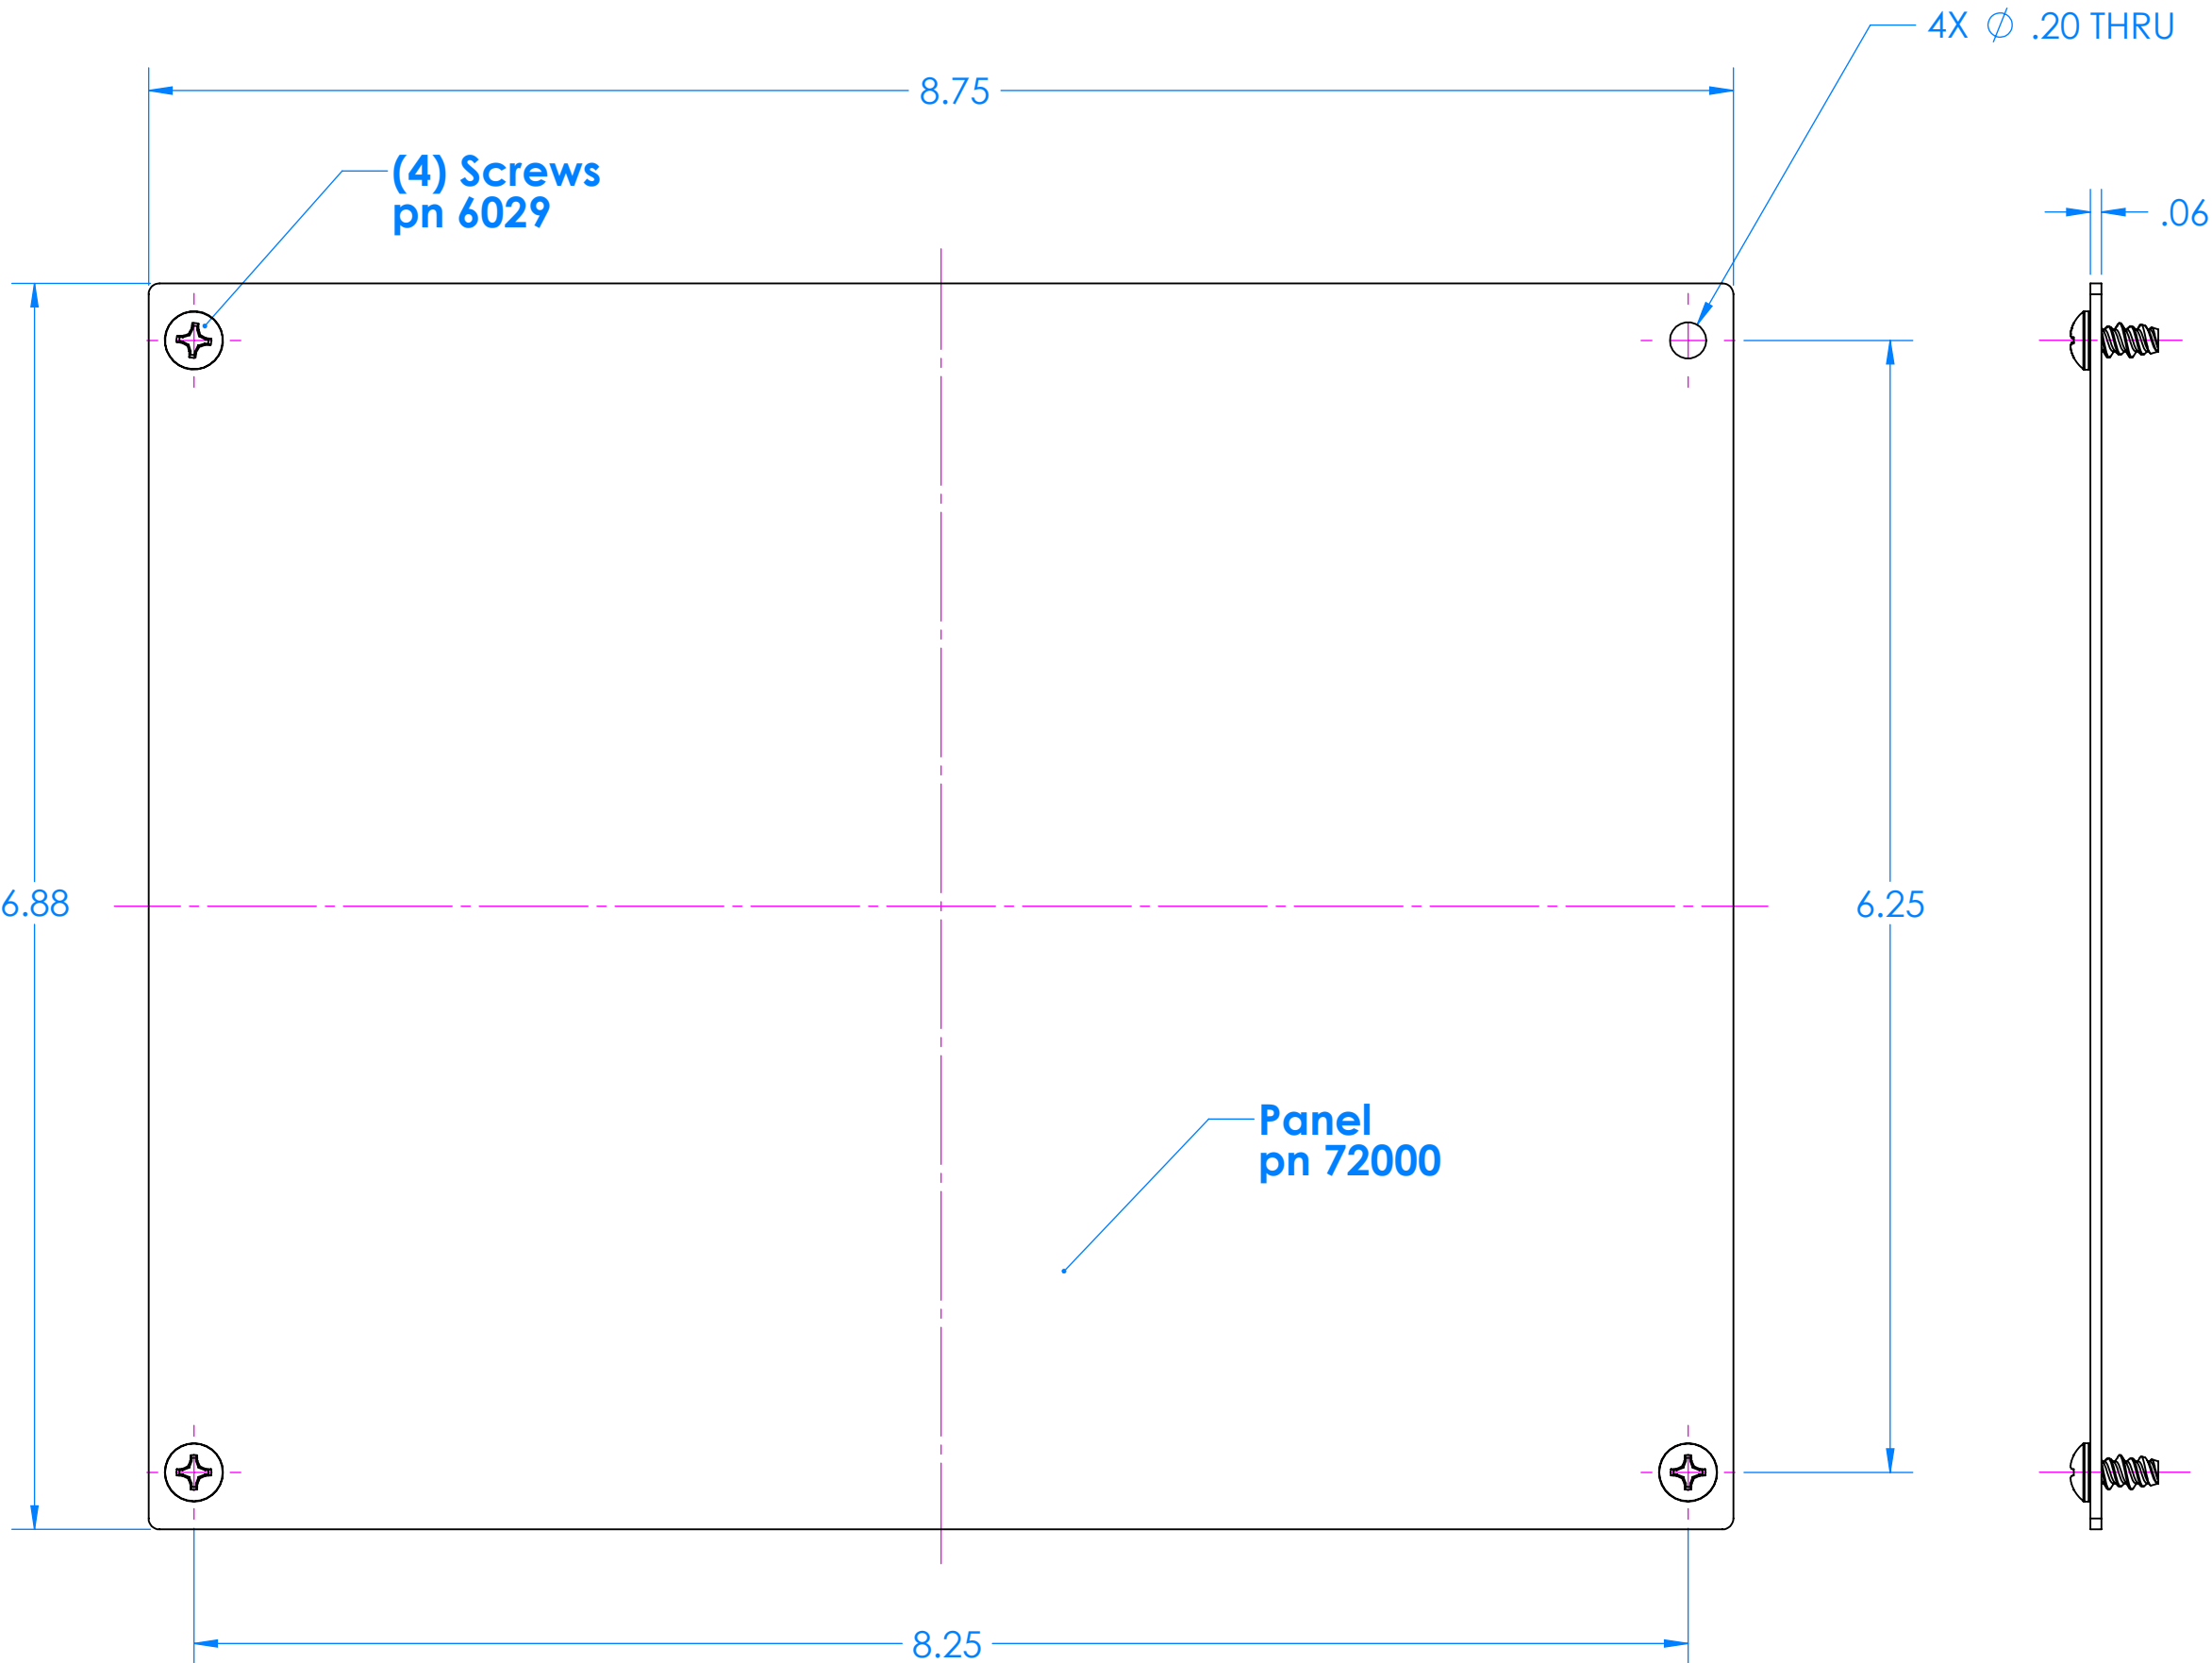 4X ∅ .20 THRU
8.75
(4) Screws
pn 6029
.06
6.88
6.25
Panel
pn 72000
8.25